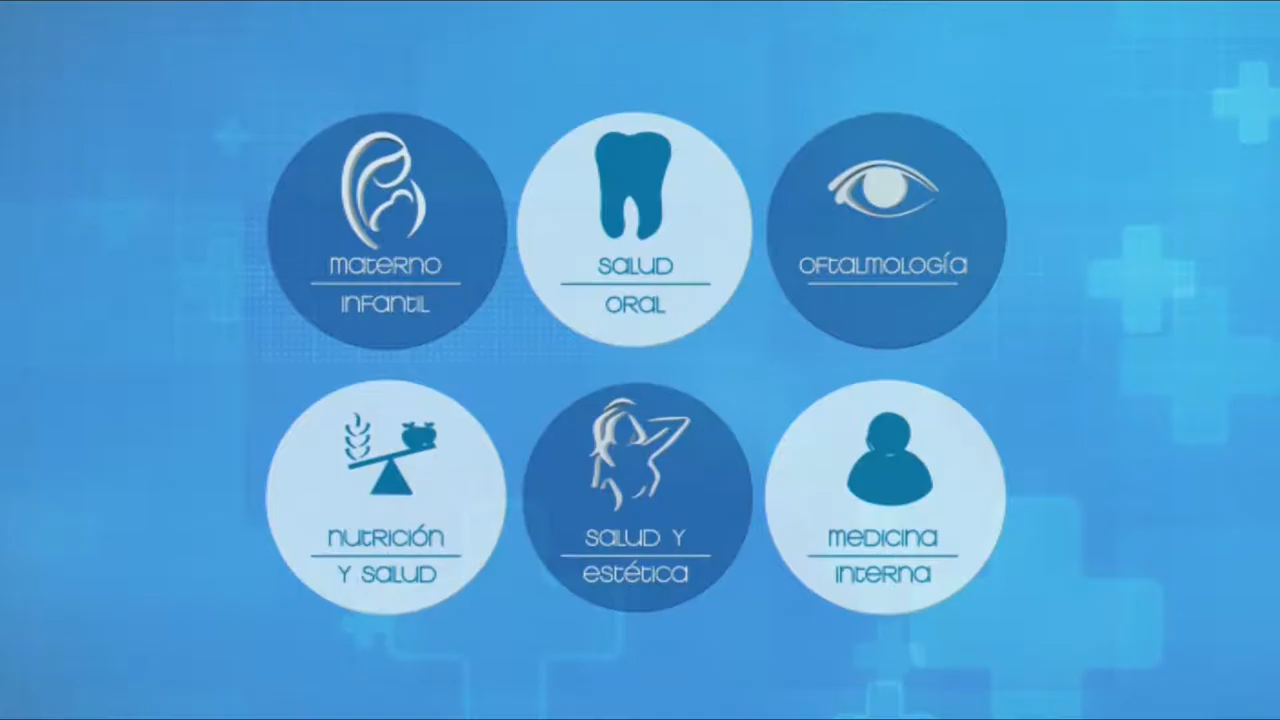 MATERNO
INFANTIL
SALUD
ORAL
OFTALMOLOGÍA
NUTRICIÓN
Y SALUD
SALUD Y
ESTÉTICA
MEDICINA
INTERNA